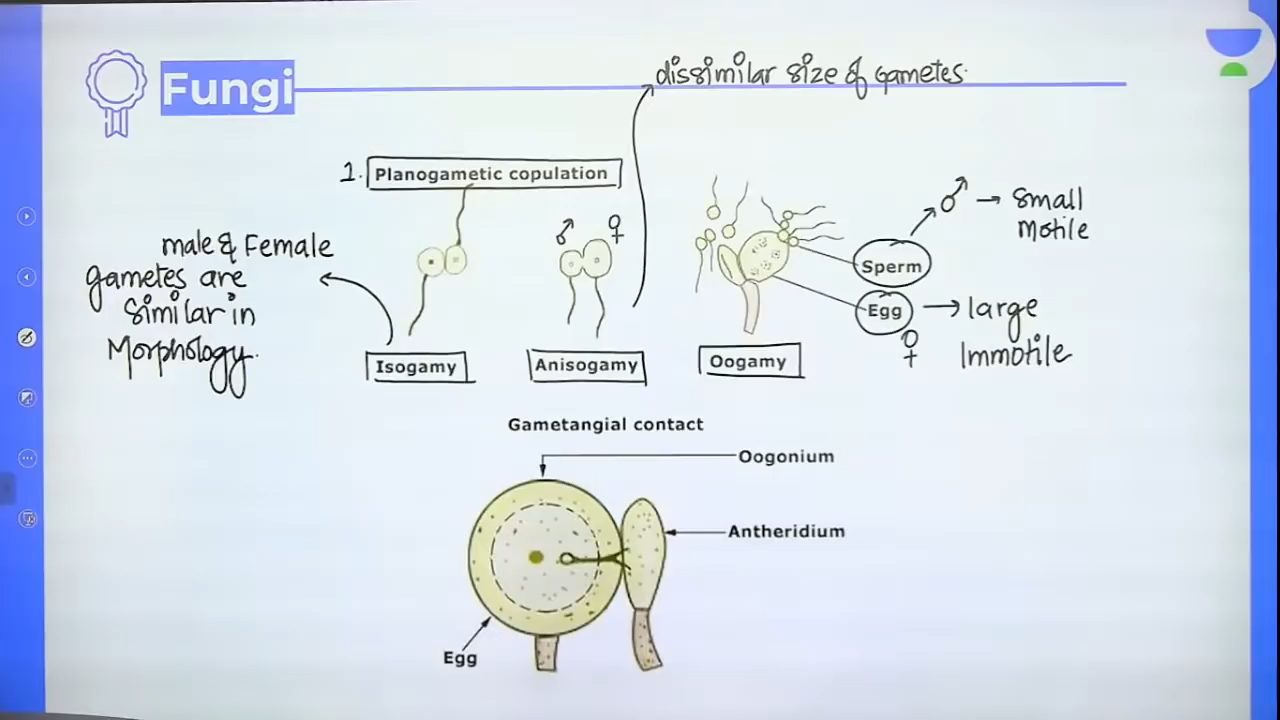 Fungi
dissimilar size of gametes.
1. Planogametic copulation
male & Female
gametes are
similar in
Morphology.
♂ ♀
Sperm
♂ → small
motile
Egg
♀
→ large
Immotile
Isogamy
Anisogamy
Oogamy
Gametangial contact
Oogonium
Antheridium
Egg